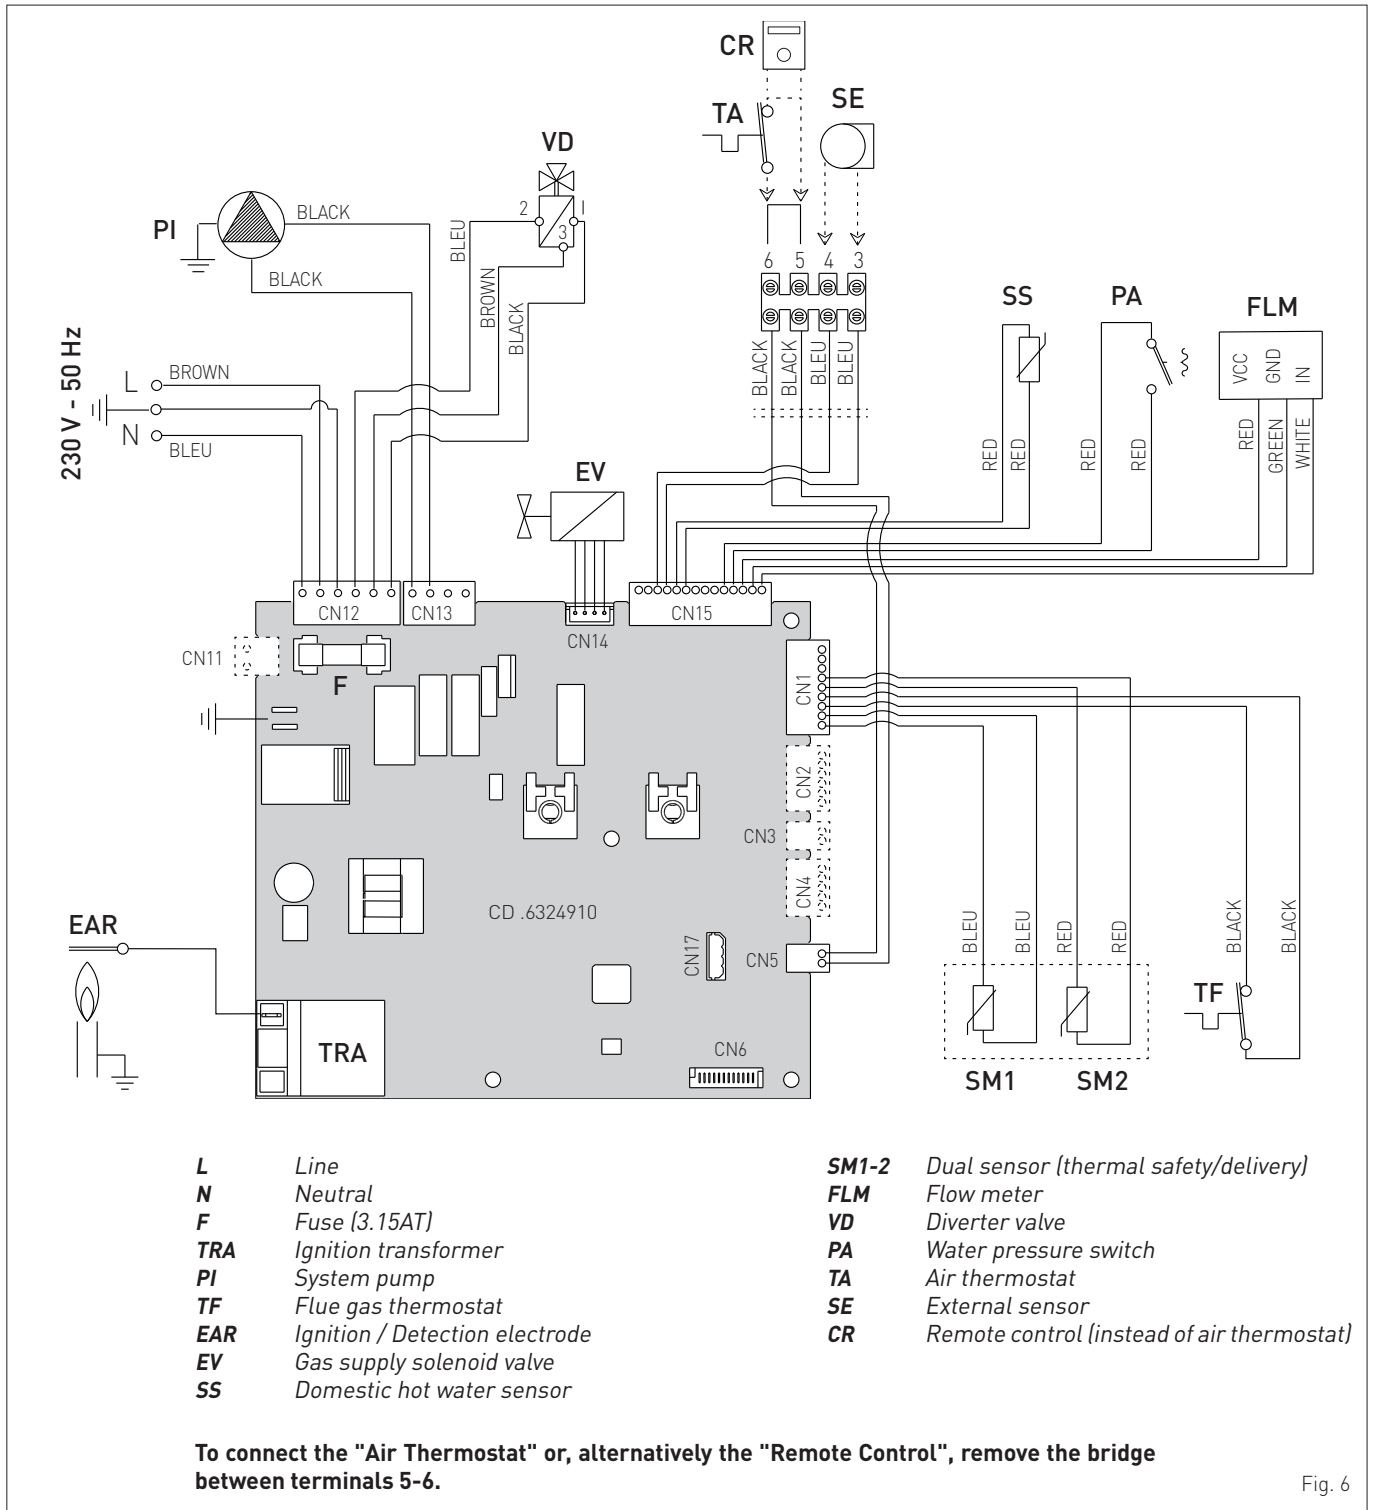 CR
TA
SE
VD
2
1
3
PI
BLACK
BLACK
BLEU
BROWN
BLACK
230 V - 50 Hz
L
BROWN
N
BLEU
6
5
4
3
BLACK
BLACK
BLEU
BLEU
SS
PA
FLM
VCC
GND
IN
RED
RED
RED
RED
RED
GREEN
WHITE
EV
CN12
CN13
CN14
CN15
CN11
F
CN1
CN2
CN3
CN4
CD .6324910
CN17
CN5
EAR
TRA
CN6
BLEU
BLEU
RED
RED
BLACK
BLACK
TF
SM1
SM2
L Line
N Neutral
F Fuse (3.15AT)
TRA Ignition transformer
PI System pump
TF Flue gas thermostat
EAR Ignition / Detection electrode
EV Gas supply solenoid valve
SS Domestic hot water sensor
SM1-2 Dual sensor (thermal safety/delivery)
FLM Flow meter
VD Diverter valve
PA Water pressure switch
TA Air thermostat
SE External sensor
CR Remote control (instead of air thermostat)
To connect the "Air Thermostat" or, alternatively the "Remote Control", remove the bridge
between terminals 5-6.
Fig. 6